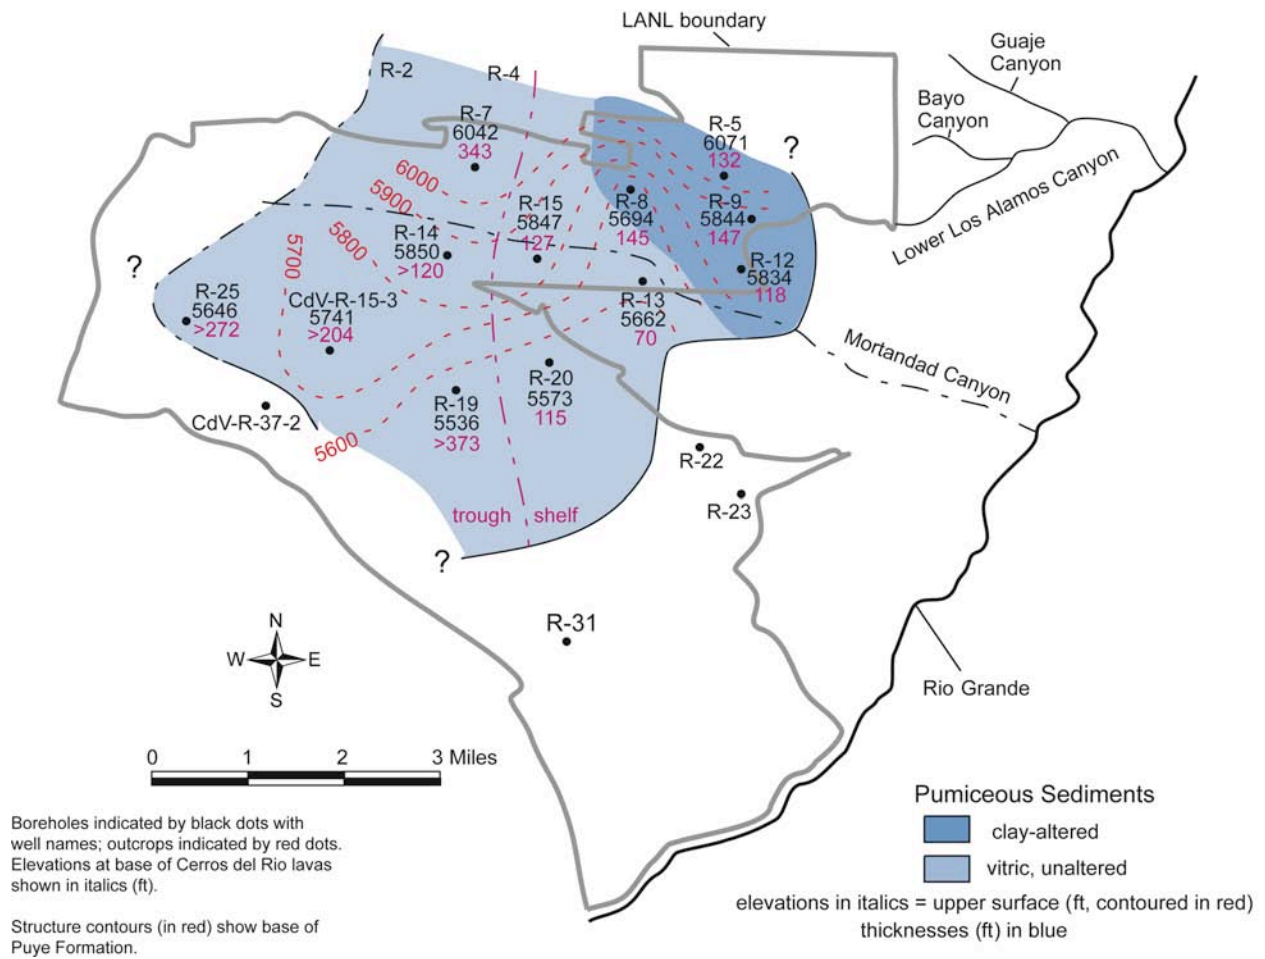 LANL boundary
Guaje
Canyon
Bayo
Canyon
Lower Los Alamos Canyon
R-2
R-4
R-7
6042
343
R-5
6071
132
?
6000
5900
5800
5700
5600
R-15
5847
127
R-8
5694
145
R-9
5844
147
R-14
5850
>120
R-12
5834
118
?
R-25
5646
>272
CdV-R-15-3
5741
>204
R-13
5662
70
Mortandad Canyon
R-20
5573
115
R-19
5536
>373
CdV-R-37-2
R-22
R-23
trough
shelf
?
R-31
N
W
E
S
Rio Grande
0 1 2 3 Miles
Boreholes indicated by black dots with
well names; outcrops indicated by red dots.
Elevations at base of Cerros del Rio lavas
shown in italics (ft).
Structure contours (in red) show base of
Puye Formation.
Pumiceous Sediments
clay-altered
vitric, unaltered
elevations in italics = upper surface (ft, contoured in red)
thicknesses (ft) in blue